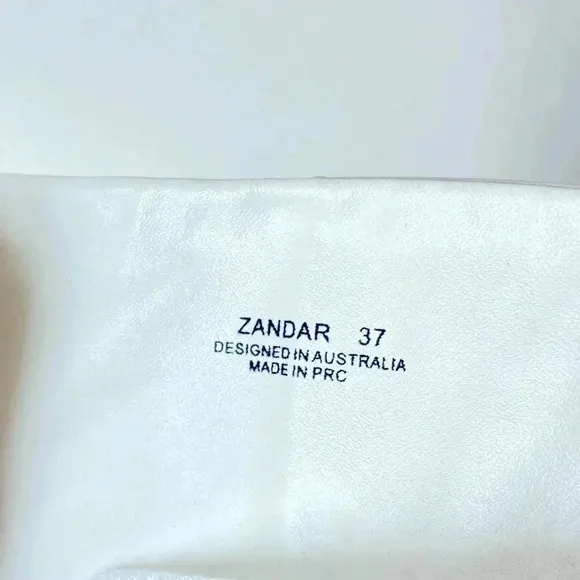 ZANDAR 37
DESIGNED IN AUSTRALIA
MADE IN PRC